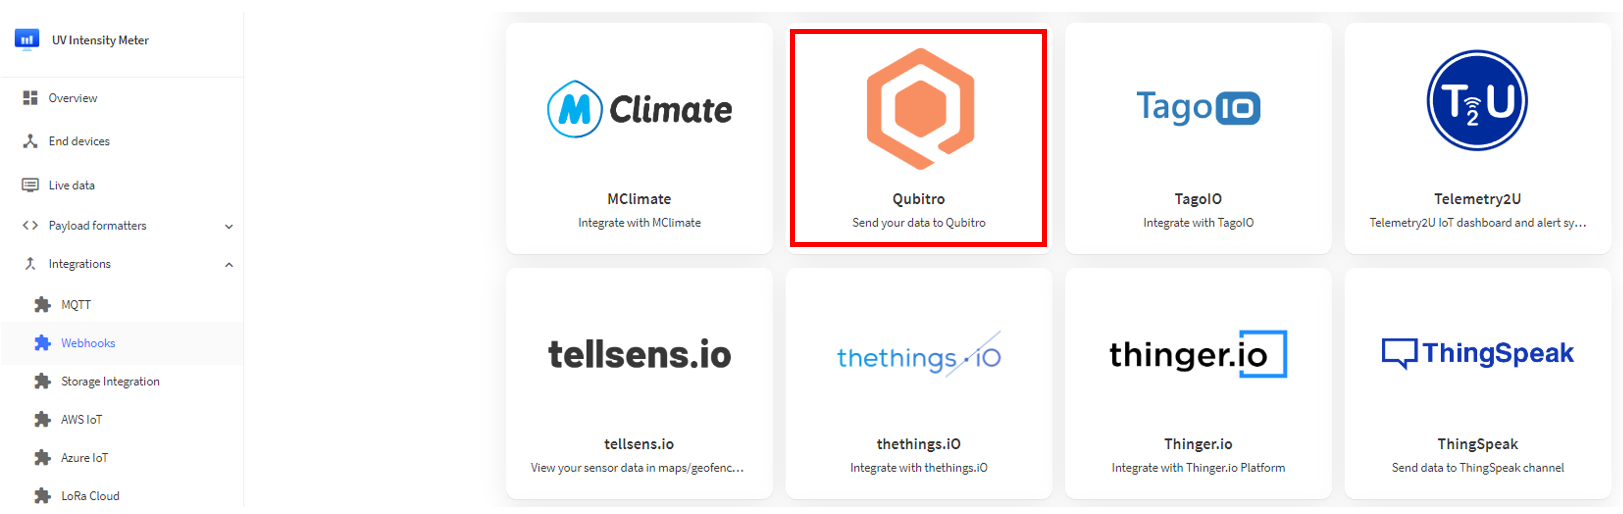 UV Intensity Meter
Overview
End devices
Live data
Payload formatters
Integrations
MQTT
Webhooks
Storage Integration
AWS IoT
Azure IoT
LoRa Cloud
M Climate
MClimate
Integrate with MClimate
Qubitro
Send your data to Qubitro
Tago IO
TagoIO
Integrate with TagoIO
T2U
Telemetry2U
Telemetry2U IoT dashboard and alert sy...
tellsens.io
tellsens.io
View your sensor data in maps/geofenc...
thethings.iO
thethings.iO
Integrate with thethings.iO
thinger.io
Thinger.io
Integrate with Thinger.io Platform
ThingSpeak
ThingSpeak
Send data to ThingSpeak channel